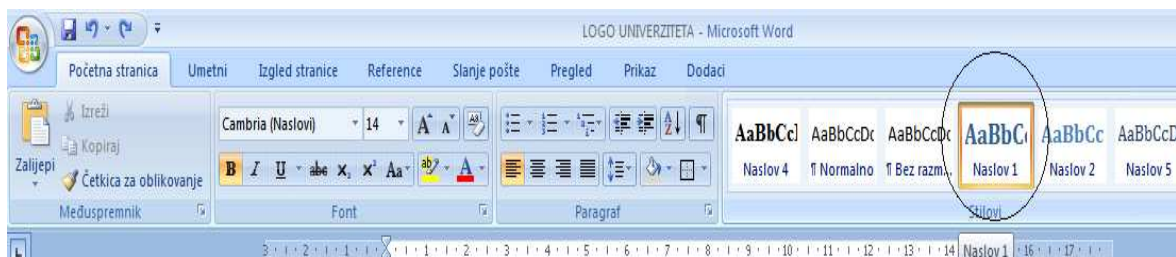 LOGO UNIVERZITETA - Microsoft Word
Početna stranica Umetni Izgled stranice Reference Slanje pošte Pregled Prikaz Dodaci
Izreži
Kopiraj
Zalijepi
Četkica za oblikovanje
Međuspremnik
Cambria (Naslovi) 14 A A Aa
B I U abe x, x² Aa ab A
Font
A Z ¶
Paragraf
AaBbCcI AaBbCcDc AaBbCcDc AaBbC AaBbCc AaBbCcD
Naslov 4 ¶ Normalno ¶ Bez razm... Naslov 1 Naslov 2 Naslov 5
Stilovi
3 2 1 1 2 3 4 5 6 7 8 9 10 11 12 13 14 Naslov 1 16 17